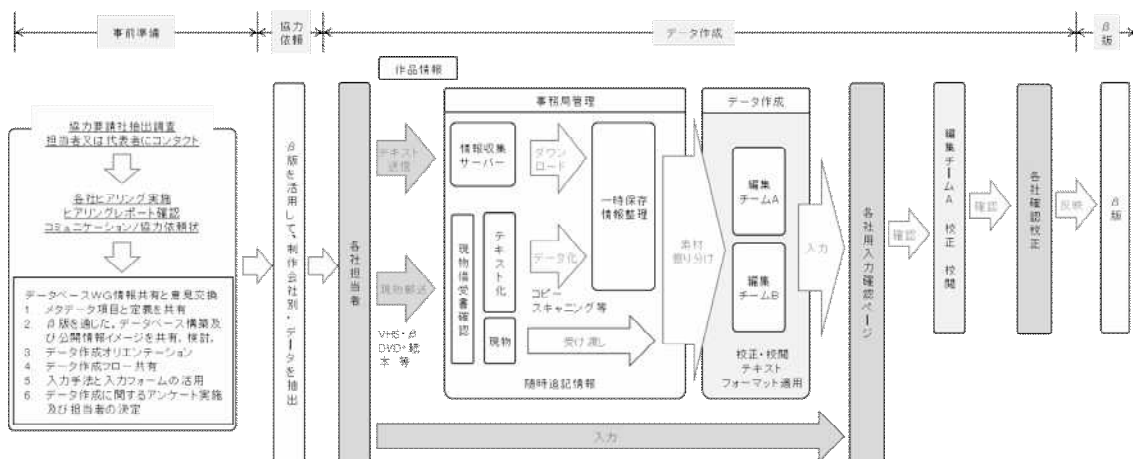 事前準備
協力
依頼
データ作成
β
版
協力要請社抽出調査
担当者又は代表者にコンタクト
各社ヒアリング実施
ヒアリングレポート確認
コミュニケーション/協力依頼状
データベースWG情報共有と意見交換
1 メタデータ項目と定義を共有
2 β版を通した、データベース構築及
び公開情報イメージを共有、検討、
3 データ作成オリエンテーション
4 データ作成フロー共有
5 入力手法と入力フォームの活用
6 データ作成に関するアンケート実施
及び担当者の決定
β版を活用して、制作会社別・データを抽出
各社担当者
作品情報
テキスト
送信
現物郵送
VHS・β
DVD・絵
本 等
事務局管理
情報収集
サーバー
ダウン
ロード
一時保存
情報整理
現物借受書確認
テキスト化
データ化
コピー
スキャニング等
現物
受け渡し
随時追記情報
素材
振り分け
データ作成
編集
チームA
編集
チームB
校正・校閲
テキスト
フォーマット適用
入力
入力
各社用入力確認ページ
確認
編集チームA 校正 校閲
確認
各社確認校正
反映
β版